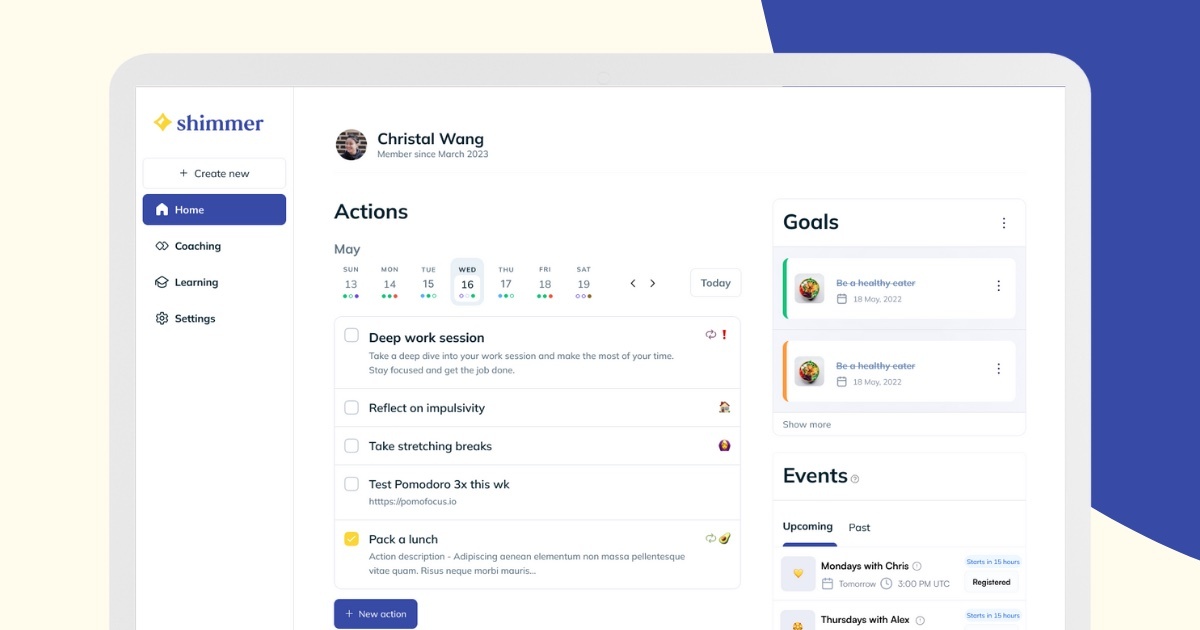 shimmer
+ Create new
Home
Coaching
Learning
Settings
Christal Wang
Member since March 2023
Actions
May
SUN MON TUE WED THU FRI SAT
13 14 15 16 17 18 19
Today
Deep work session
Take a deep dive into your work session and make the most of your time.
Stay focused and get the job done.
Reflect on impulsivity
Take stretching breaks
Test Pomodoro 3x this wk
htttps://pomofocus.io
Pack a lunch
Action description - Adipiscing aenean elementum non massa pellentesque
vitae quam. Risus neque morbi mauris...
+ New action
Goals
Be a healthy eater
18 May, 2022
Be a healthy eater
18 May, 2022
Show more
Events
Upcoming Past
Mondays with Chris
Starts in 15 hours
Tomorrow 3:00 PM UTC
Registered
Thursdays with Alex
Starts in 15 hours